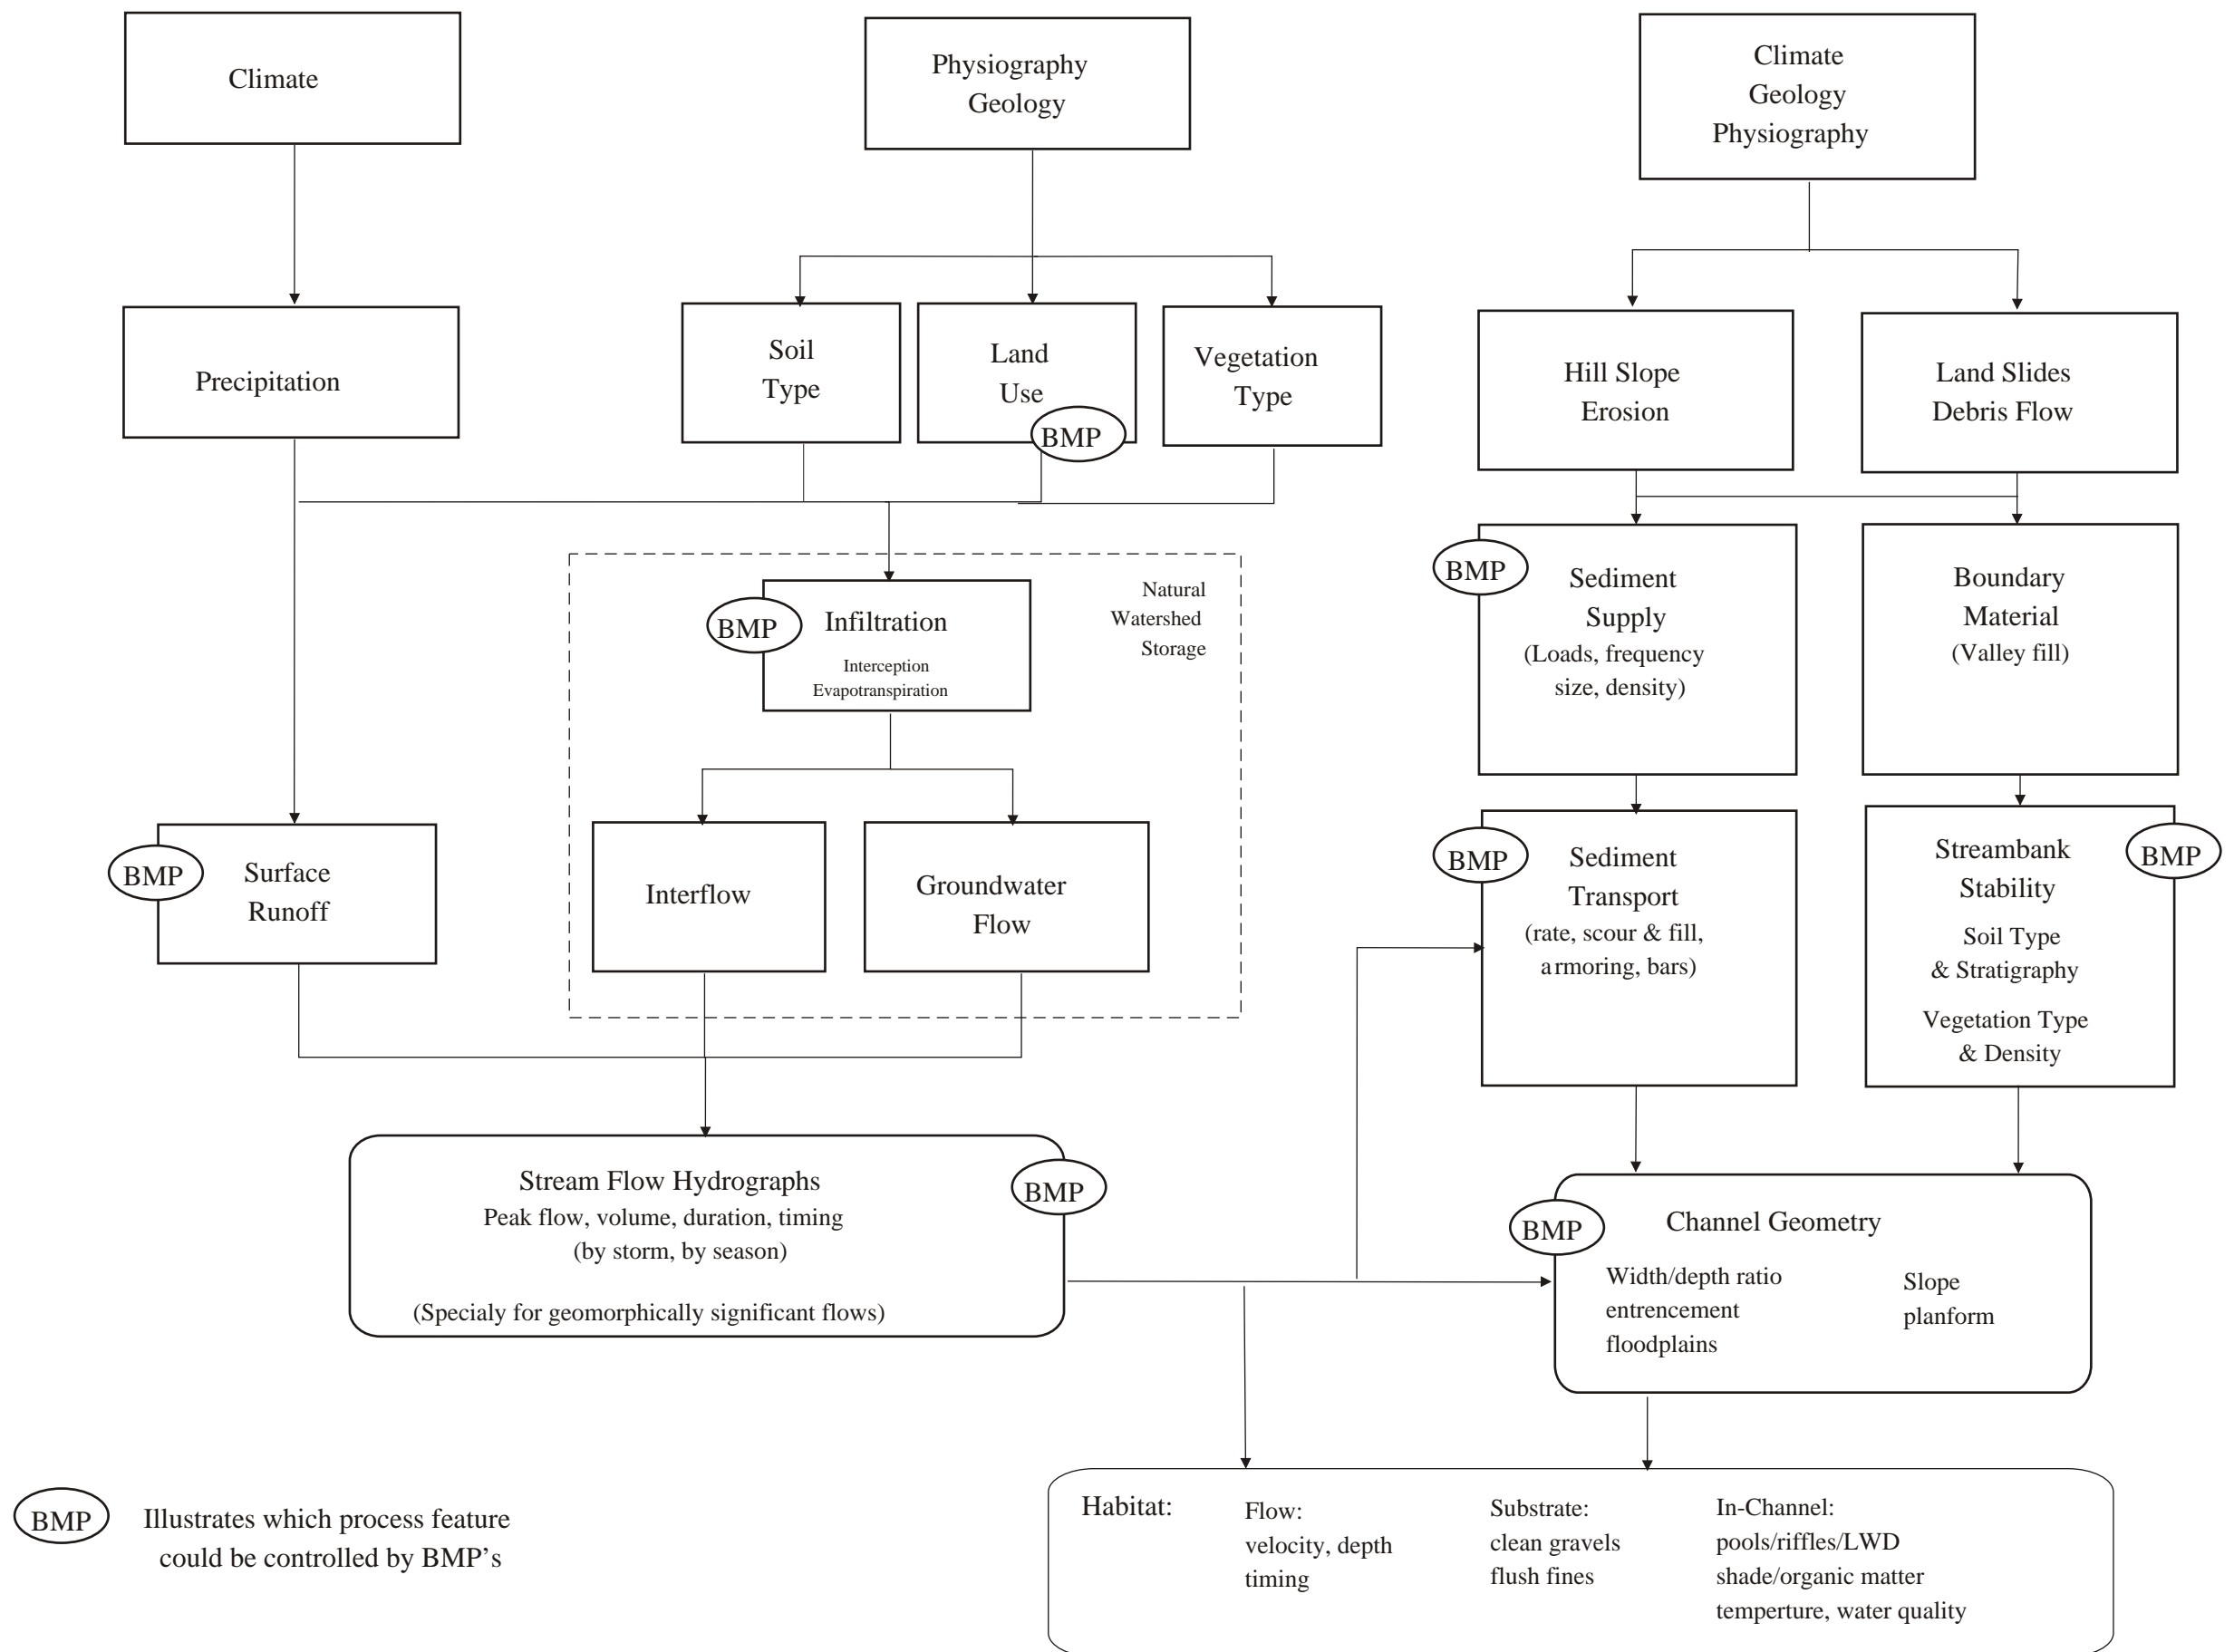 Climate
Physiography
Geology
Climate
Geology
Physiography
Precipitation
Soil
Type
Land
Use
BMP
Vegetation
Type
Hill Slope
Erosion
Land Slides
Debris Flow
BMP
Infiltration
Interception
Evapotranspiration
Natural
Watershed
Storage
BMP
Sediment
Supply
(Loads, frequency
size, density)
Boundary
Material
(Valley fill)
BMP
Surface
Runoff
Interflow
Groundwater
Flow
BMP
Sediment
Transport
(rate, scour & fill,
armoring, bars)
Streambank
Stability
BMP
Soil Type
& Stratigraphy
Vegetation Type
& Density
Stream Flow Hydrographs
Peak flow, volume, duration, timing
(by storm, by season)
(Specialy for geomorphically significant flows)
BMP
BMP
Channel Geometry
Width/depth ratio
entrencement
floodplains
Slope
planform
BMP
Illustrates which process feature
could be controlled by BMP’s
Habitat:
Flow:
velocity, depth
timing
Substrate:
clean gravels
flush fines
In-Channel:
pools/riffles/LWD
shade/organic matter
temperture, water quality